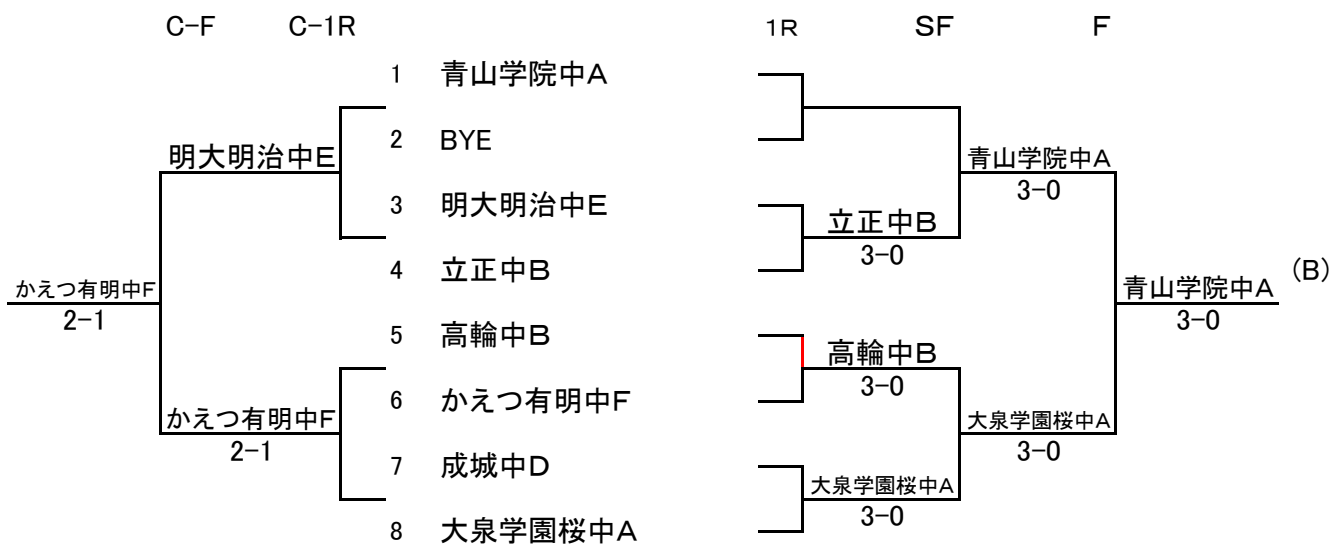 C-F C-1R 1R SF F
1 青山学院中A
2 BYE
明大明治中E 青山学院中A
3-0
3 明大明治中E
立正中B
3-0
4 立正中B
かえつ有明中F
2-1
青山学院中A (B)
3-0
5 高輪中B
高輪中B
3-0
6 かえつ有明中F
かえつ有明中F
2-1
大泉学園桜中A
3-0
7 成城中D
大泉学園桜中A
3-0
8 大泉学園桜中A